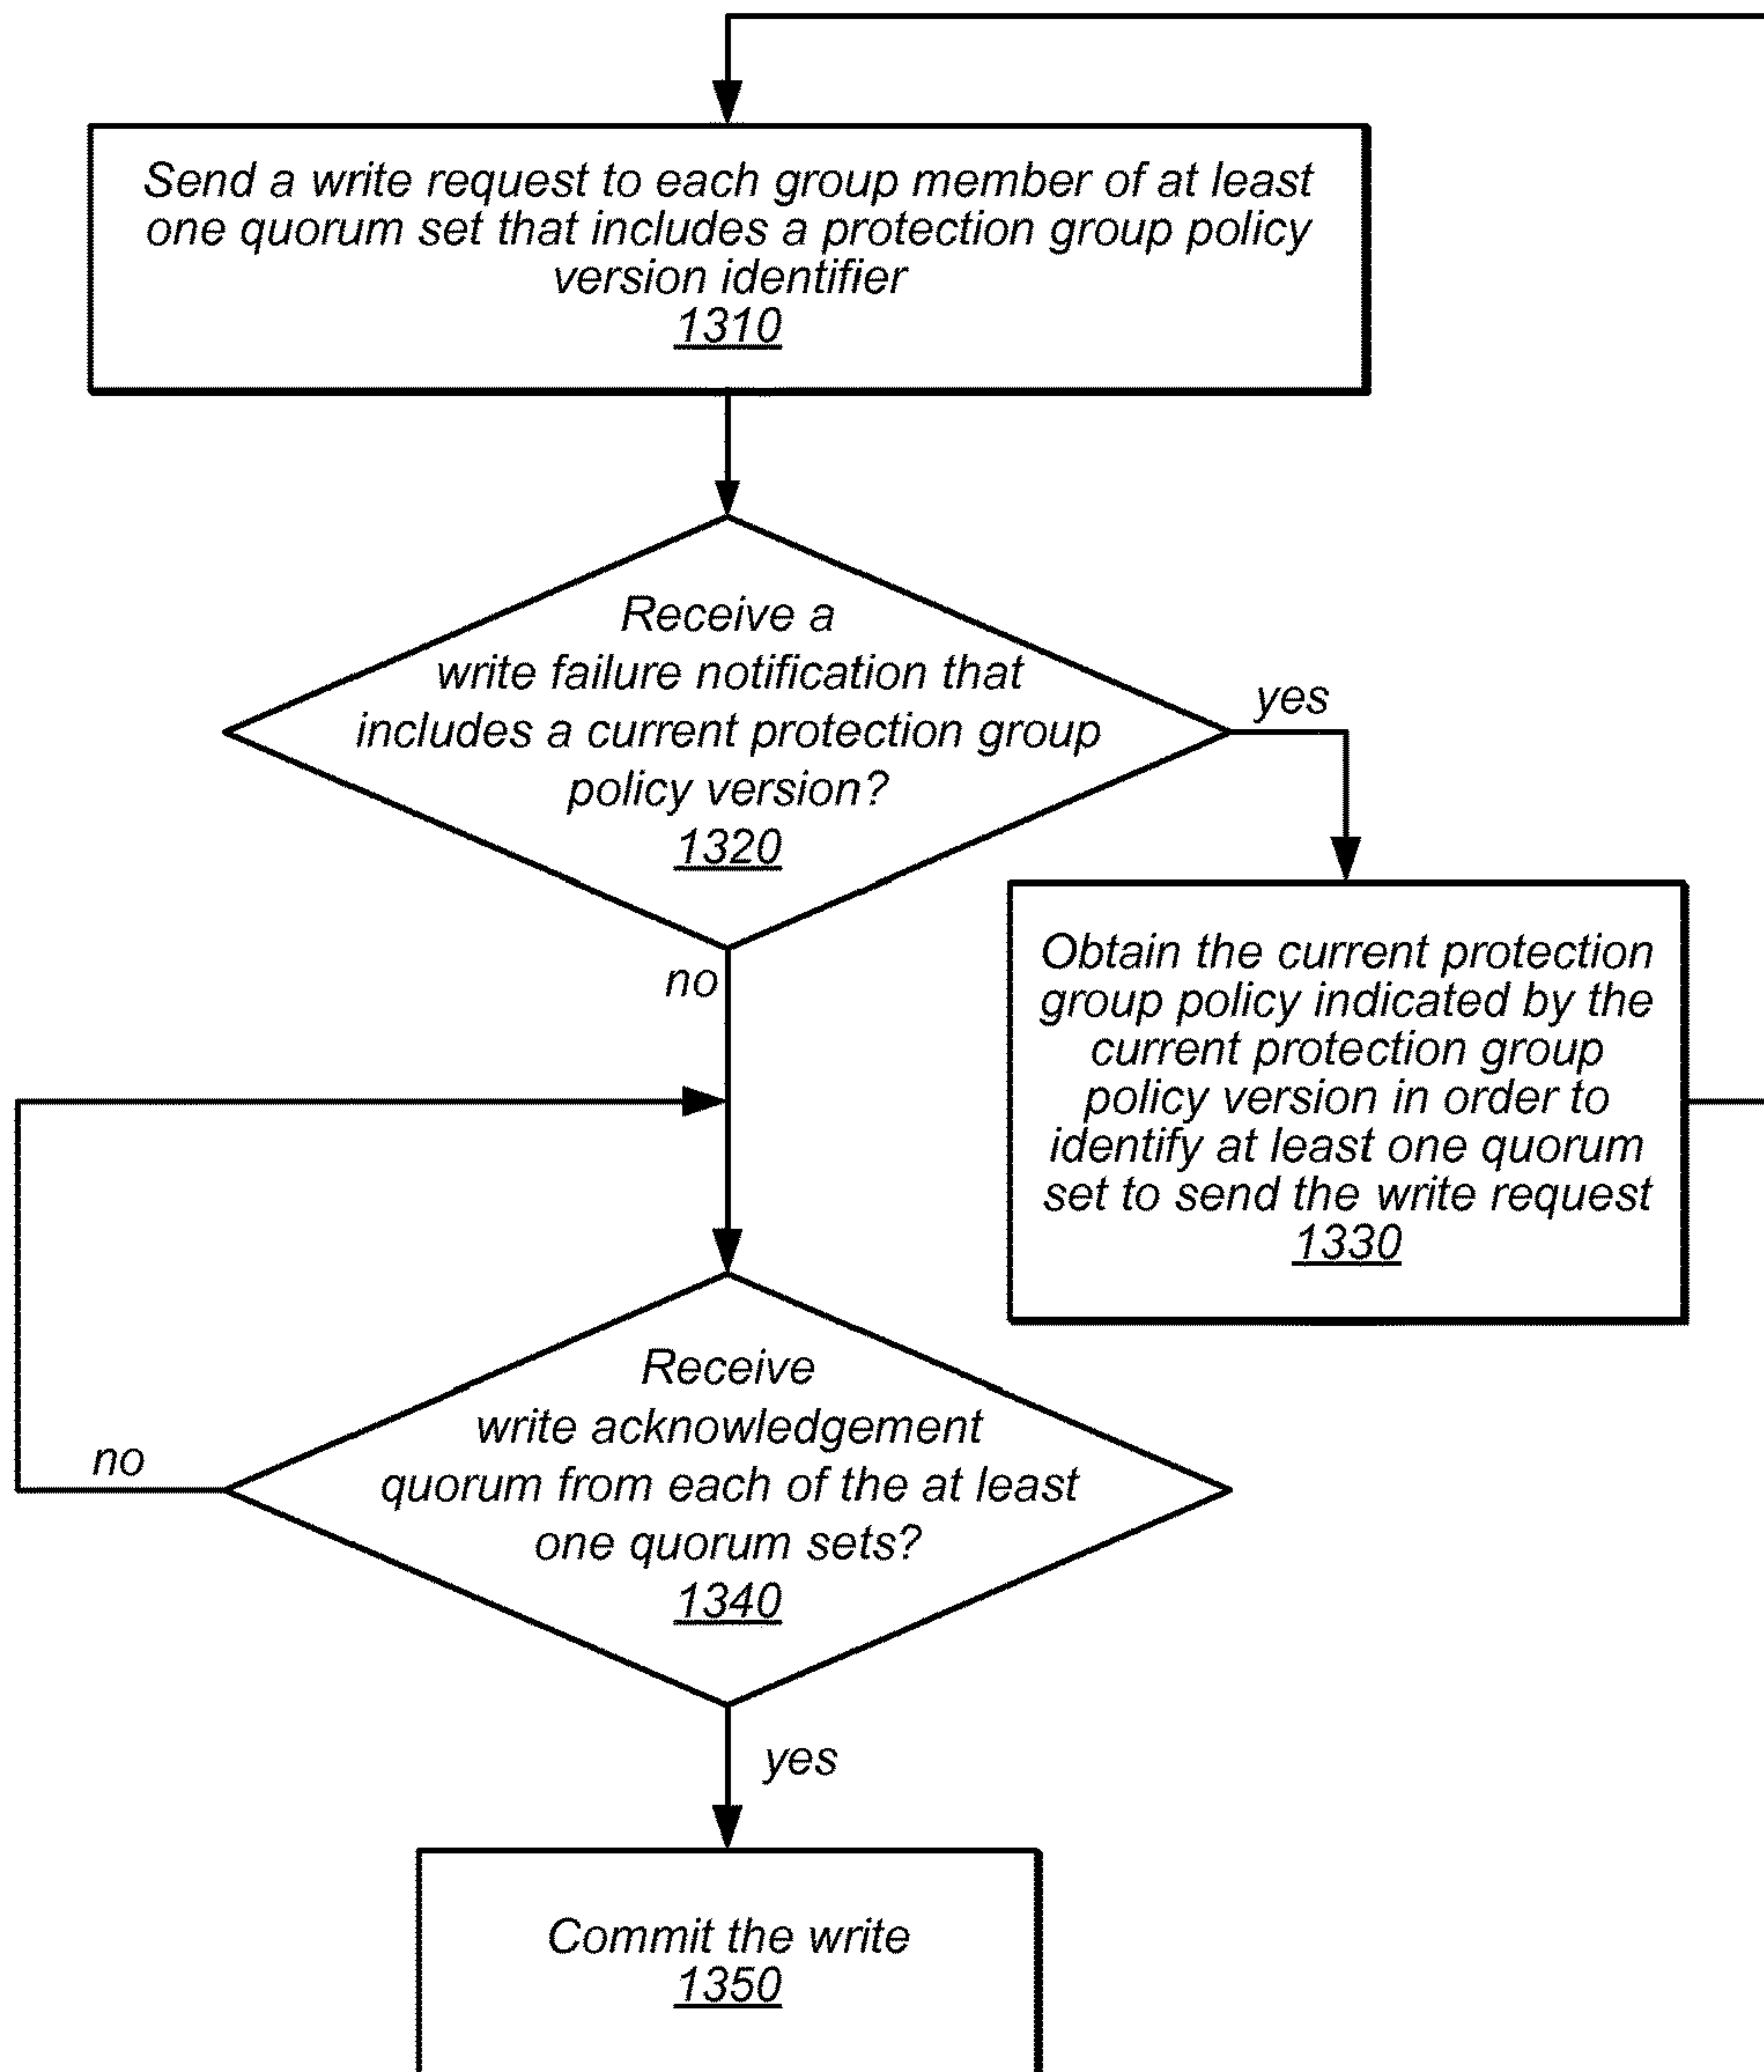 Send a write request to each group member of at least
one quorum set that includes a protection group policy
version identifier
1310
Receive a
write failure notification that
includes a current protection group
policy version?
1320
yes
no
Obtain the current protection
group policy indicated by the
current protection group
policy version in order to
identify at least one quorum
set to send the write request
1330
Receive
write acknowledgement
quorum from each of the at least
one quorum sets?
1340
no
yes
Commit the write
1350